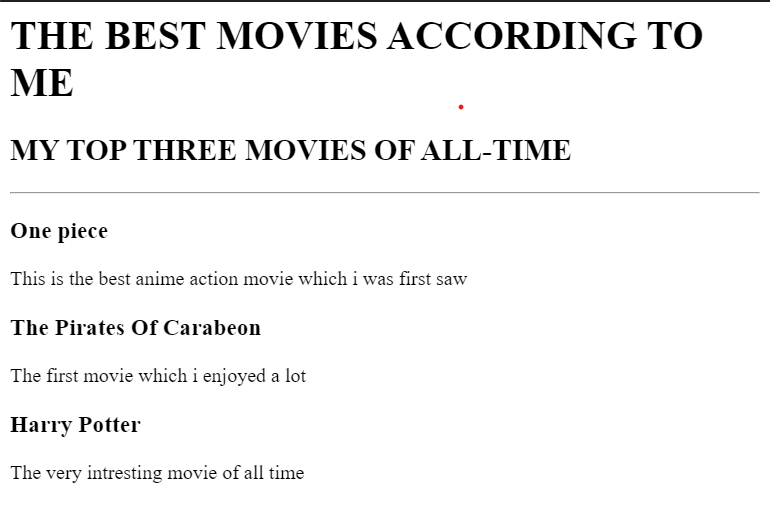 THE BEST MOVIES ACCORDING TO
ME
MY TOP THREE MOVIES OF ALL-TIME
One piece
This is the best anime action movie which i was first saw
The Pirates Of Carabeon
The first movie which i enjoyed a lot
Harry Potter
The very intresting movie of all time